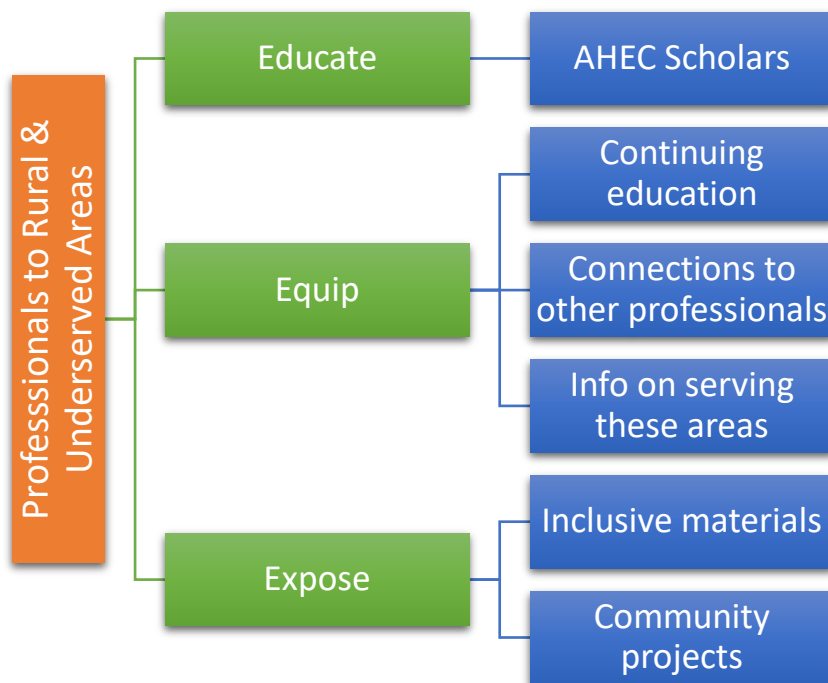 Professsionals to Rural &
Underserved Areas
Educate
AHEC Scholars
Equip
Continuing
education
Connections to
other professionals
Info on serving
these areas
Expose
Inclusive materials
Community
projects